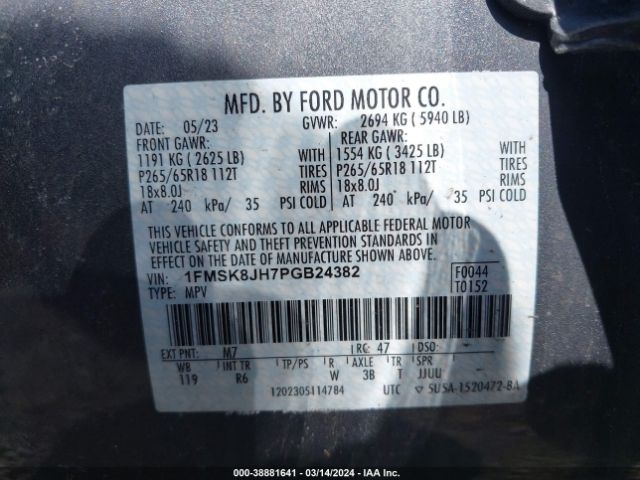 MFD. BY FORD MOTOR CO.
DATE: 05/23 GVWR: 2694 KG ( 5940 LB)
FRONT GAWR: REAR GAWR:
1191 KG ( 2625 LB) WITH 1554 KG ( 3425 LB) WITH
P265/65R18 112T TIRES P265/65R18 112T TIRES
18x8.0J RIMS 18x8.0J RIMS
AT 240 kPa/ 35 PSI COLD AT 240 kPa/ 35 PSI COLD
THIS VEHICLE CONFORMS TO ALL APPLICABLE FEDERAL MOTOR
VEHICLE SAFETY AND THEFT PREVENTION STANDARDS IN
EFFECT ON THE DATE OF MANUFACTURE SHOWN ABOVE.
VIN: 1FMSK8JH7PGB24382 F0044
TYPE: MPV T0152
EXT PNT: M7 RC: 47 DSO:
WB INT TR TP/PS R AXLE TR SPR
119 R6 W 3B T JJUU
1202305114784 UTC 5USA-1520472-BA
000-38881641 - 03/14/2024 - IAA Inc.